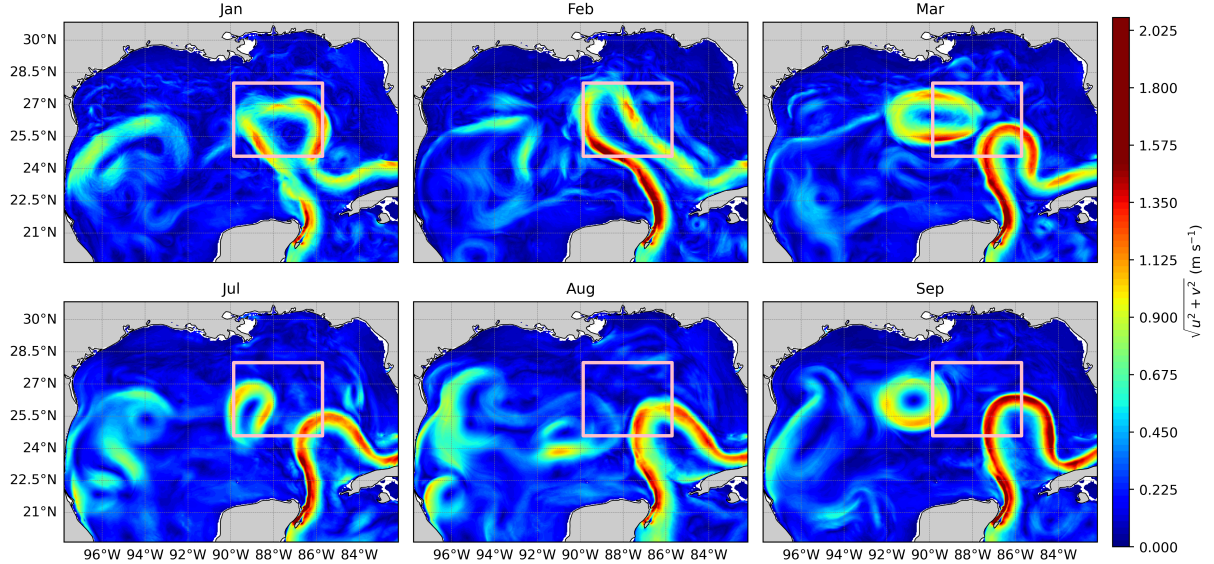 Jan
Feb
Mar
30°N
28.5°N
27°N
25.5°N
24°N
22.5°N
21°N
Jul
Aug
Sep
30°N
28.5°N
27°N
25.5°N
24°N
22.5°N
21°N
96°W 94°W 92°W 90°W 88°W 86°W 84°W
96°W 94°W 92°W 90°W 88°W 86°W 84°W
96°W 94°W 92°W 90°W 88°W 86°W 84°W
2.025
1.800
1.575
1.350
1.125
0.900
0.675
0.450
0.225
0.000
√u² + v² (m s⁻¹)